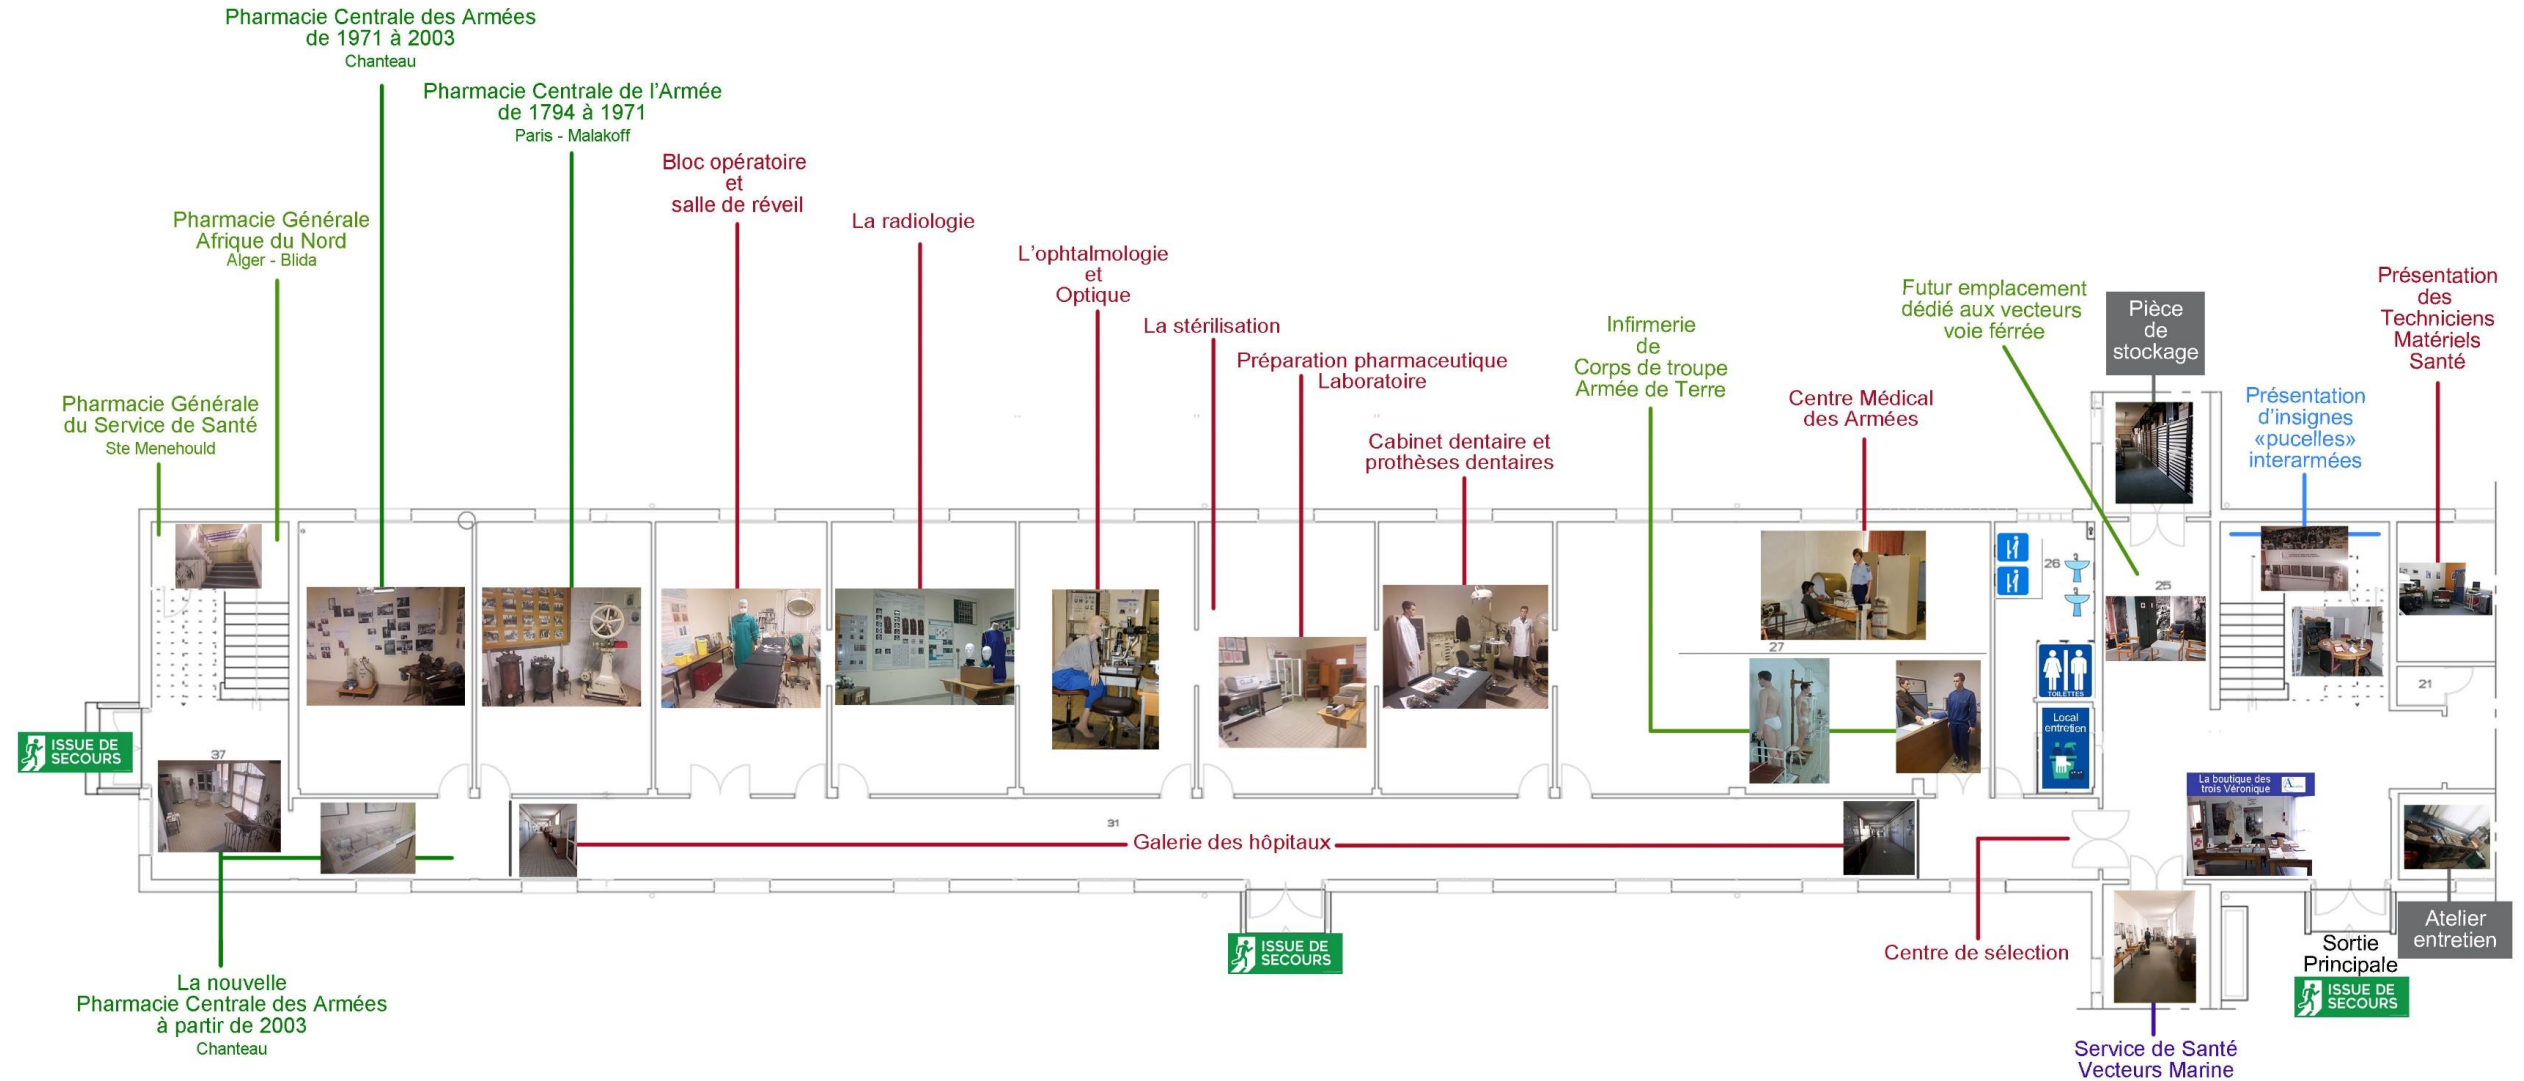 Pharmacie Centrale des Armées
de 1971 à 2003
Chanteau
Pharmacie Centrale de l'Armée
de 1794 à 1971
Paris - Malakoff
Bloc opératoire
et
salle de réveil
Pharmacie Générale
Afrique du Nord
Alger - Blida
La radiologie
L'ophtalmologie
et
Optique
La stérilisation
Préparation pharmaceutique
Laboratoire
Infirmerie
de
Corps de troupe
Armée de Terre
Futur emplacement
dédié aux vecteurs
voie férrée
Pièce
de
stockage
Présentation
des
Techniciens
Matériels
Santé
Pharmacie Générale
du Service de Santé
Ste Menehould
Cabinet dentaire et
prothèses dentaires
Centre Médical
des Armées
Présentation
d'insignes
«pucelles»
interarmées
26
3
3
25
27
TOILETTES
21
Local
entretien
ISSUE DE
SECOURS
37
La boutique des
trois Véronique
31
Galerie des hôpitaux
Centre de sélection
ISSUE DE
SECOURS
Atelier
entretien
Sortie
Principale
ISSUE DE
SECOURS
La nouvelle
Pharmacie Centrale des Armées
à partir de 2003
Chanteau
Service de Santé
Vecteurs Marine